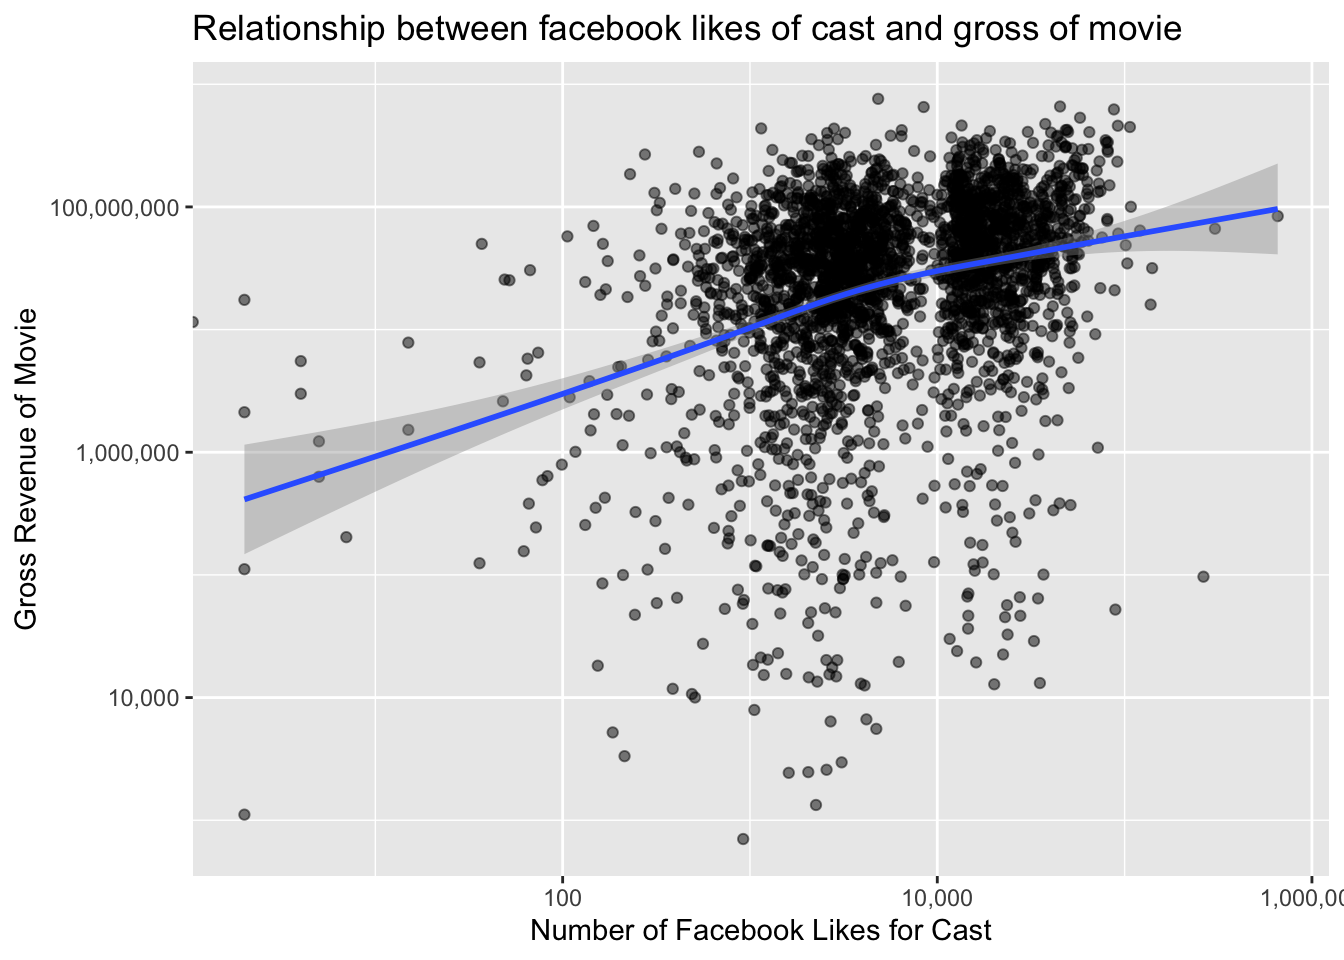 Relationship between facebook likes of cast and gross of movie
Gross Revenue of Movie
100,000,000
1,000,000
10,000
100
10,000
1,000,0
Number of Facebook Likes for Cast